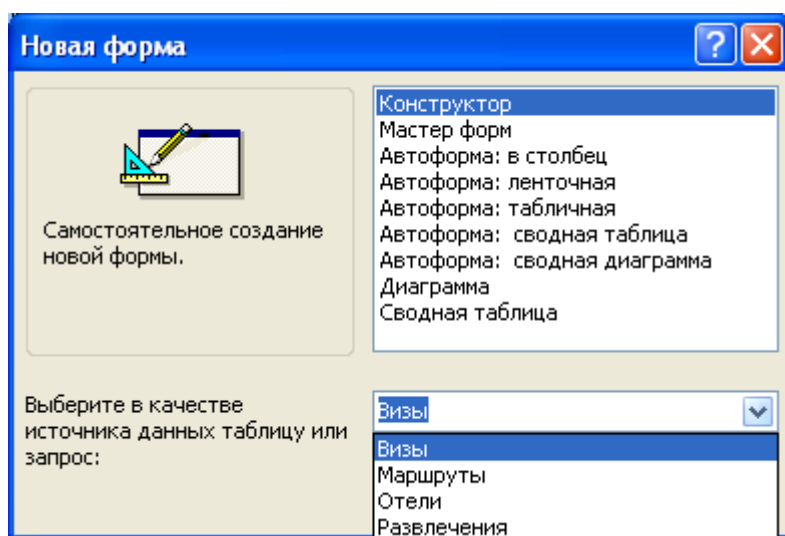 Новая форма
Самостоятельное создание
новой формы.
Конструктор
Мастер форм
Автоформа: в столбец
Автоформа: ленточная
Автоформа: табличная
Автоформа: сводная таблица
Автоформа: сводная диаграмма
Диаграмма
Сводная таблица
Выберите в качестве
источника данных таблицу или
запрос:
Визы
Визы
Маршруты
Отели
Развлечения